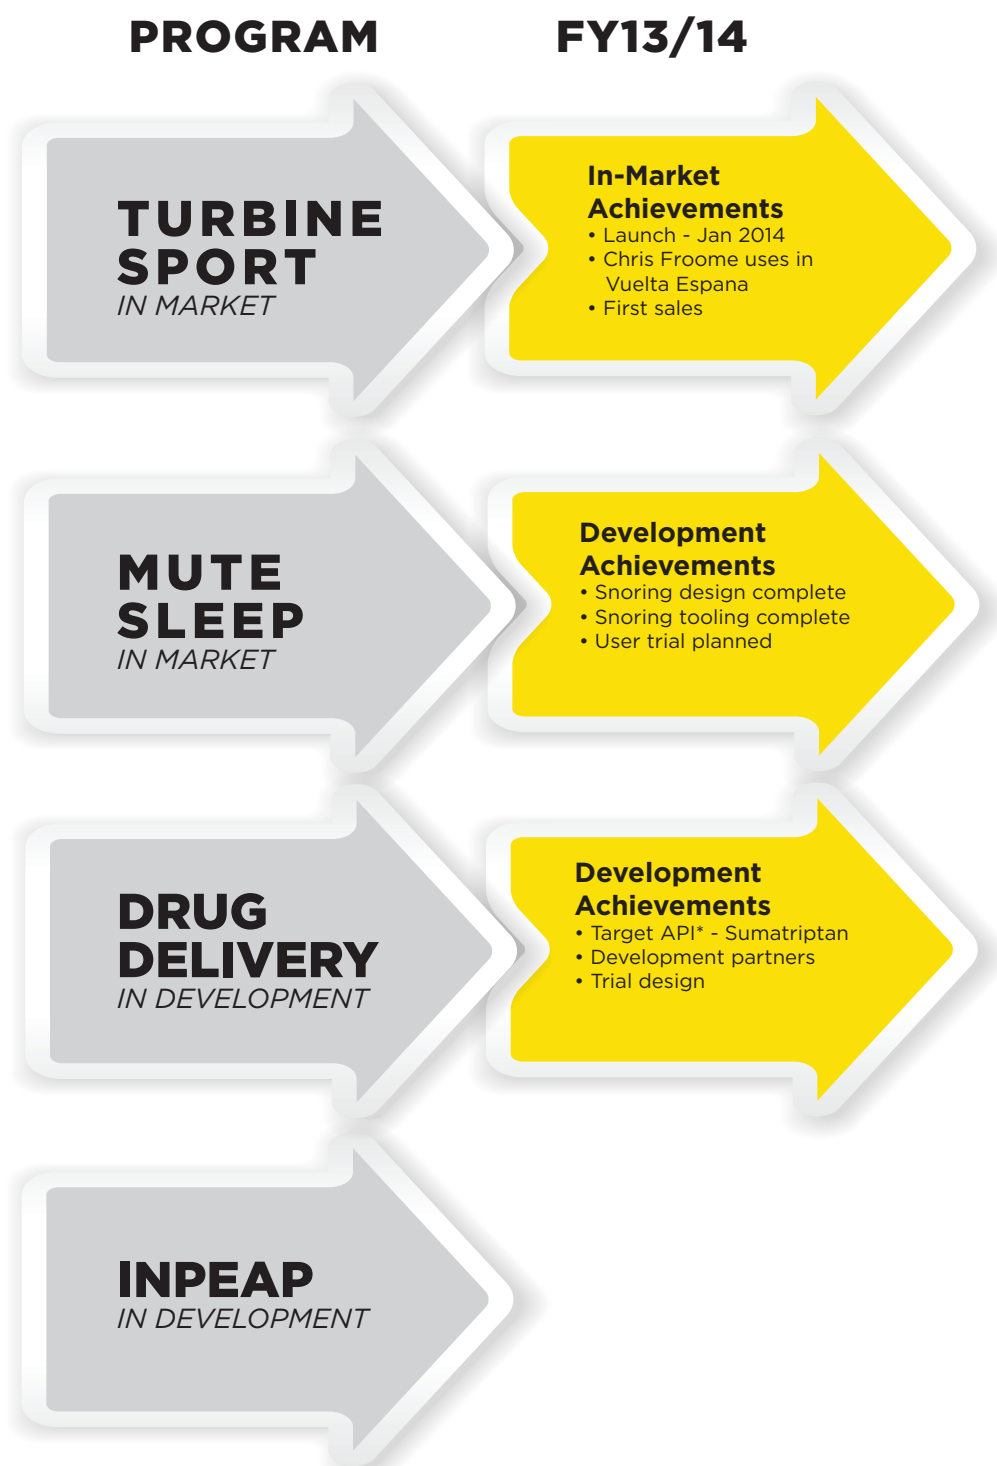 PROGRAM
FY13/14
TURBINE
SPORT
IN MARKET
In-Market
Achievements
• Launch - Jan 2014
• Chris Froome uses in
Vuelta Espana
• First sales
MUTE
SLEEP
IN MARKET
Development
Achievements
• Snoring design complete
• Snoring tooling complete
• User trial planned
DRUG
DELIVERY
IN DEVELOPMENT
Development
Achievements
• Target API* - Sumatriptan
• Development partners
• Trial design
INPEAP
IN DEVELOPMENT